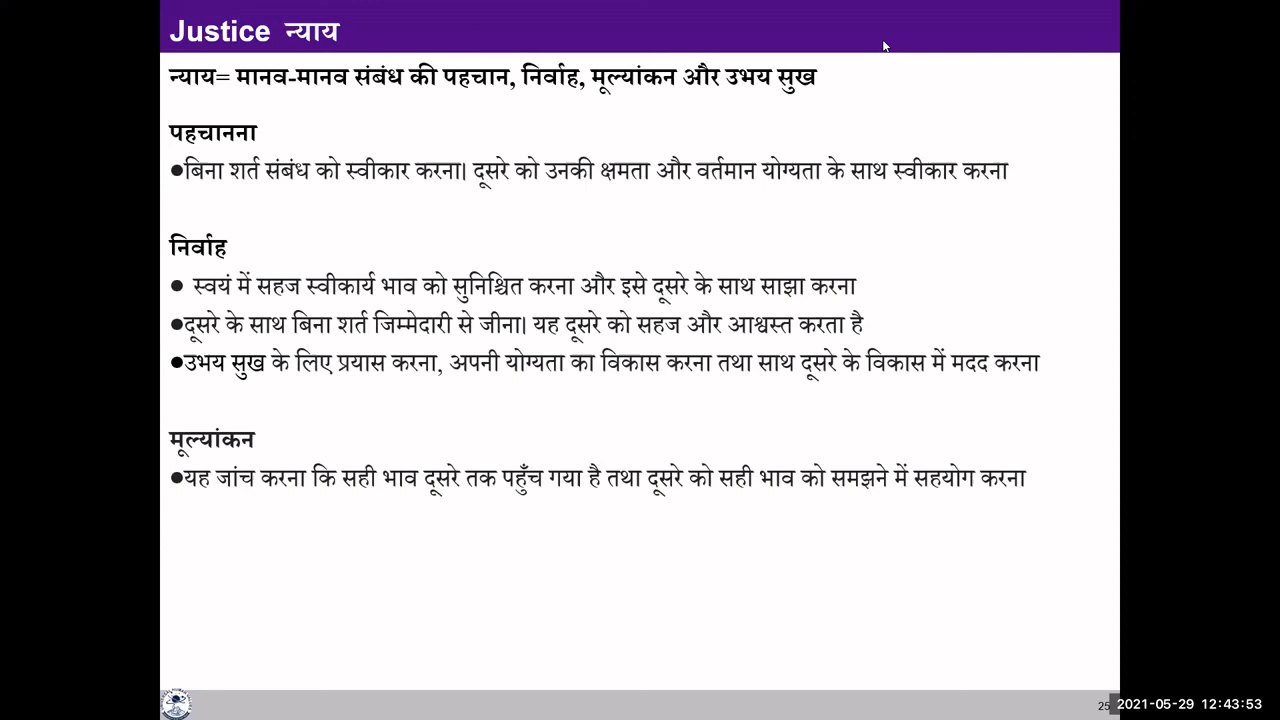 Justice न्याय
न्याय= मानव-मानव संबंध की पहचान, निर्वाह, मूल्यांकन और उभय सुख
पहचानना
●बिना शर्त संबंध को स्वीकार करना। दूसरे को उनकी क्षमता और वर्तमान योग्यता के साथ स्वीकार करना
निर्वाह
● स्वयं में सहज स्वीकार्य भाव को सुनिश्चित करना और इसे दूसरे के साथ साझा करना
●दूसरे के साथ बिना शर्त जिम्मेदारी से जीना। यह दूसरे को सहज और आश्वस्त करता है
●उभय सुख के लिए प्रयास करना, अपनी योग्यता का विकास करना तथा साथ दूसरे के विकास में मदद करना
मूल्यांकन
●यह जांच करना कि सही भाव दूसरे तक पहुँच गया है तथा दूसरे को सही भाव को समझने में सहयोग करना
25
2021-05-29 12:43:53